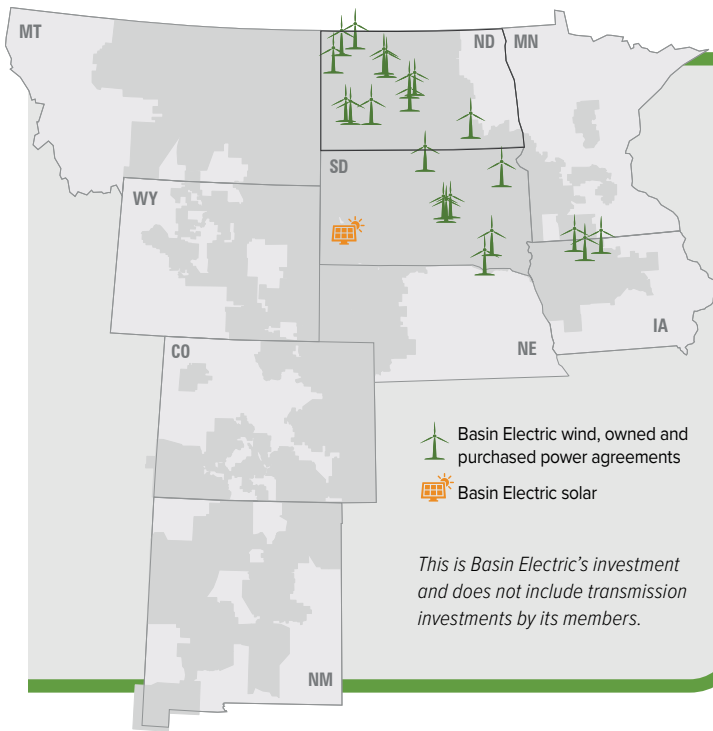 MT
ND
MN
SD
WY
IA
NE
CO
Basin Electric wind, owned and
purchased power agreements
Basin Electric solar
This is Basin Electric's investment
and does not include transmission
investments by its members.
NM